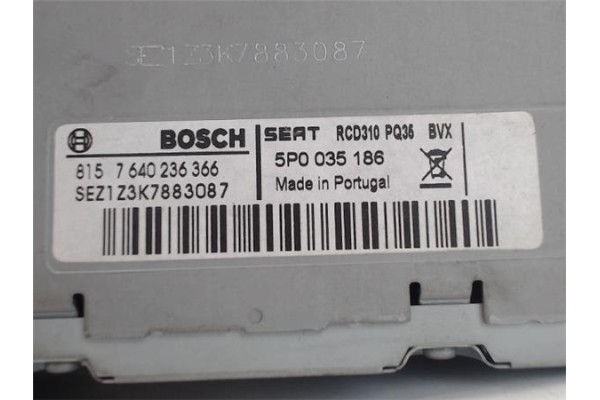 SEZ1Z3K7883087
BOSCH SEAT RCD310 PQ35 BVX
815 7 640 236 366 5P0 035 186
SEZ1Z3K7883087 Made in Portugal